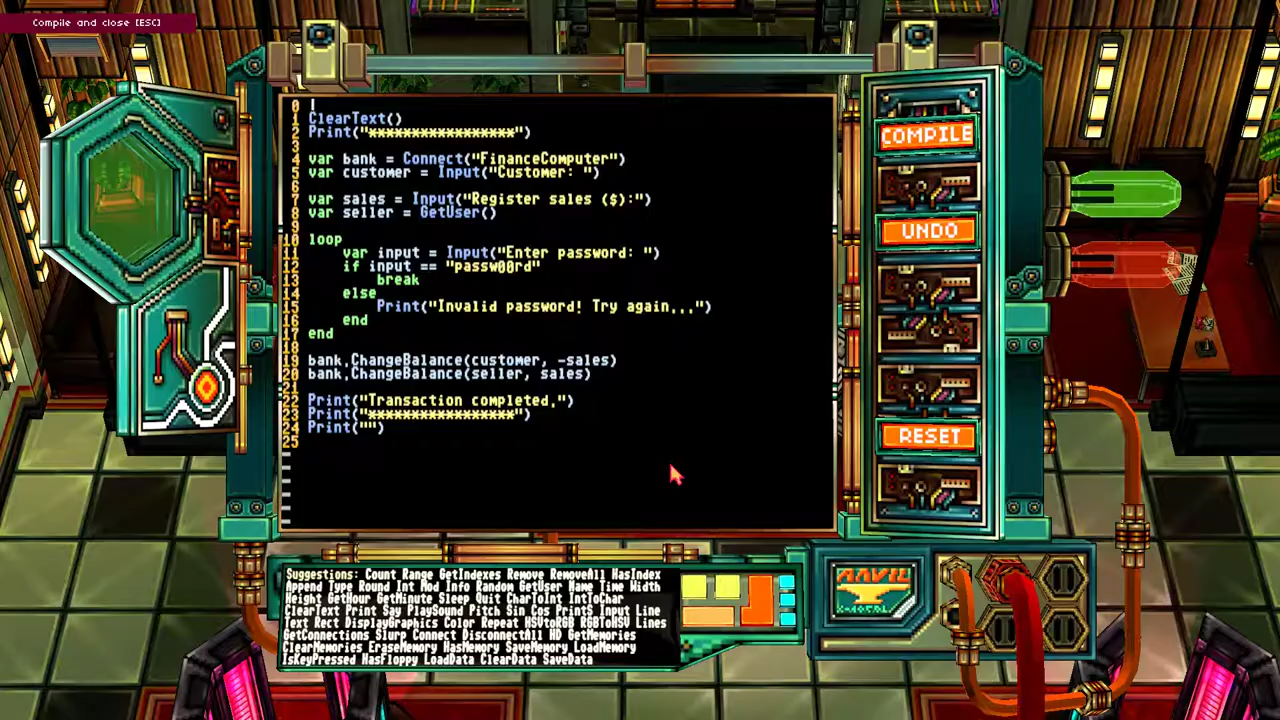 Compile and close [ESC]
0
1 ClearText()
2 Print("*****************")
3
4 var bank = Connect("FinanceComputer")
5 var customer = Input("Customer: ")
6
7 var sales = Input("Register sales ($):")
8 var seller = GetUser()
9
10 loop
11 var input = Input("Enter password: ")
12 if input == "passw00rd"
13 break
14 else
15 Print("Invalid password! Try again...")
16 end
17 end
18
19 bank.ChangeBalance(customer, -sales)
20 bank.ChangeBalance(seller, sales)
21
22 Print("Transaction completed.")
23 Print("*****************")
24 Print("")
25
COMPILE
UNDO
RESET
Suggestions: Count Range GetIndexes Remove RemoveAll HasIndex
Append Type Round Int Mod Info Random GetUser Name Time Width
Height GetHour GetMinute Sleep Quit CharToInt IntToChar
ClearText Print Say PlaySound Pitch Sin Cos PrintS Input Line
Text Rect DisplayGraphics Color Repeat HSVtoRGB RGBToHSV Lines
GetConnections Slurp Connect DisconnectAll HD GetMemories
ClearMemories EraseMemory HasMemory SaveMemory LoadMemory
IsKeyPressed HasFloppy LoadData ClearData SaveData
ANVIL